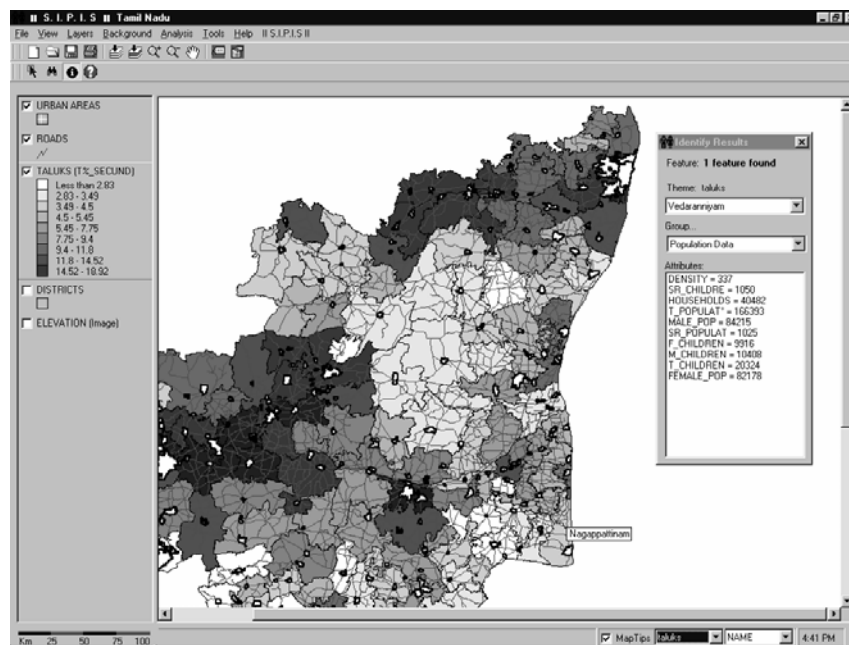 II S. I. P. I. S II Tamil Nadu
File View Layers Background Analysis Tools Help II S.I.P.I.S II
URBAN AREAS
ROADS
TALUKS (T%_SECUND)
Less than 2.83
2.83 - 3.49
3.49 - 4.5
4.5 - 5.45
5.45 - 7.75
7.75 - 9.4
9.4 - 11.8
11.8 - 14.52
14.52 - 18.92
DISTRICTS
ELEVATION (Image)
Identify Results
Feature: 1 feature found
Theme: taluks
Vedaranniyam
Group...
Population Data
Attributes:
DENSITY = 337
SR_CHILDRE = 1050
HOUSEHOLDS = 40482
T_POPULAT' = 166393
MALE_POP = 84215
SR_POPULAT = 1025
F_CHILDREN = 9916
M_CHILDREN = 10408
T_CHILDREN = 20324
FEMALE_POP = 82178
Nagappattinam
Km 25 50 75 100
MapTips taluks NAME 4:41 PM